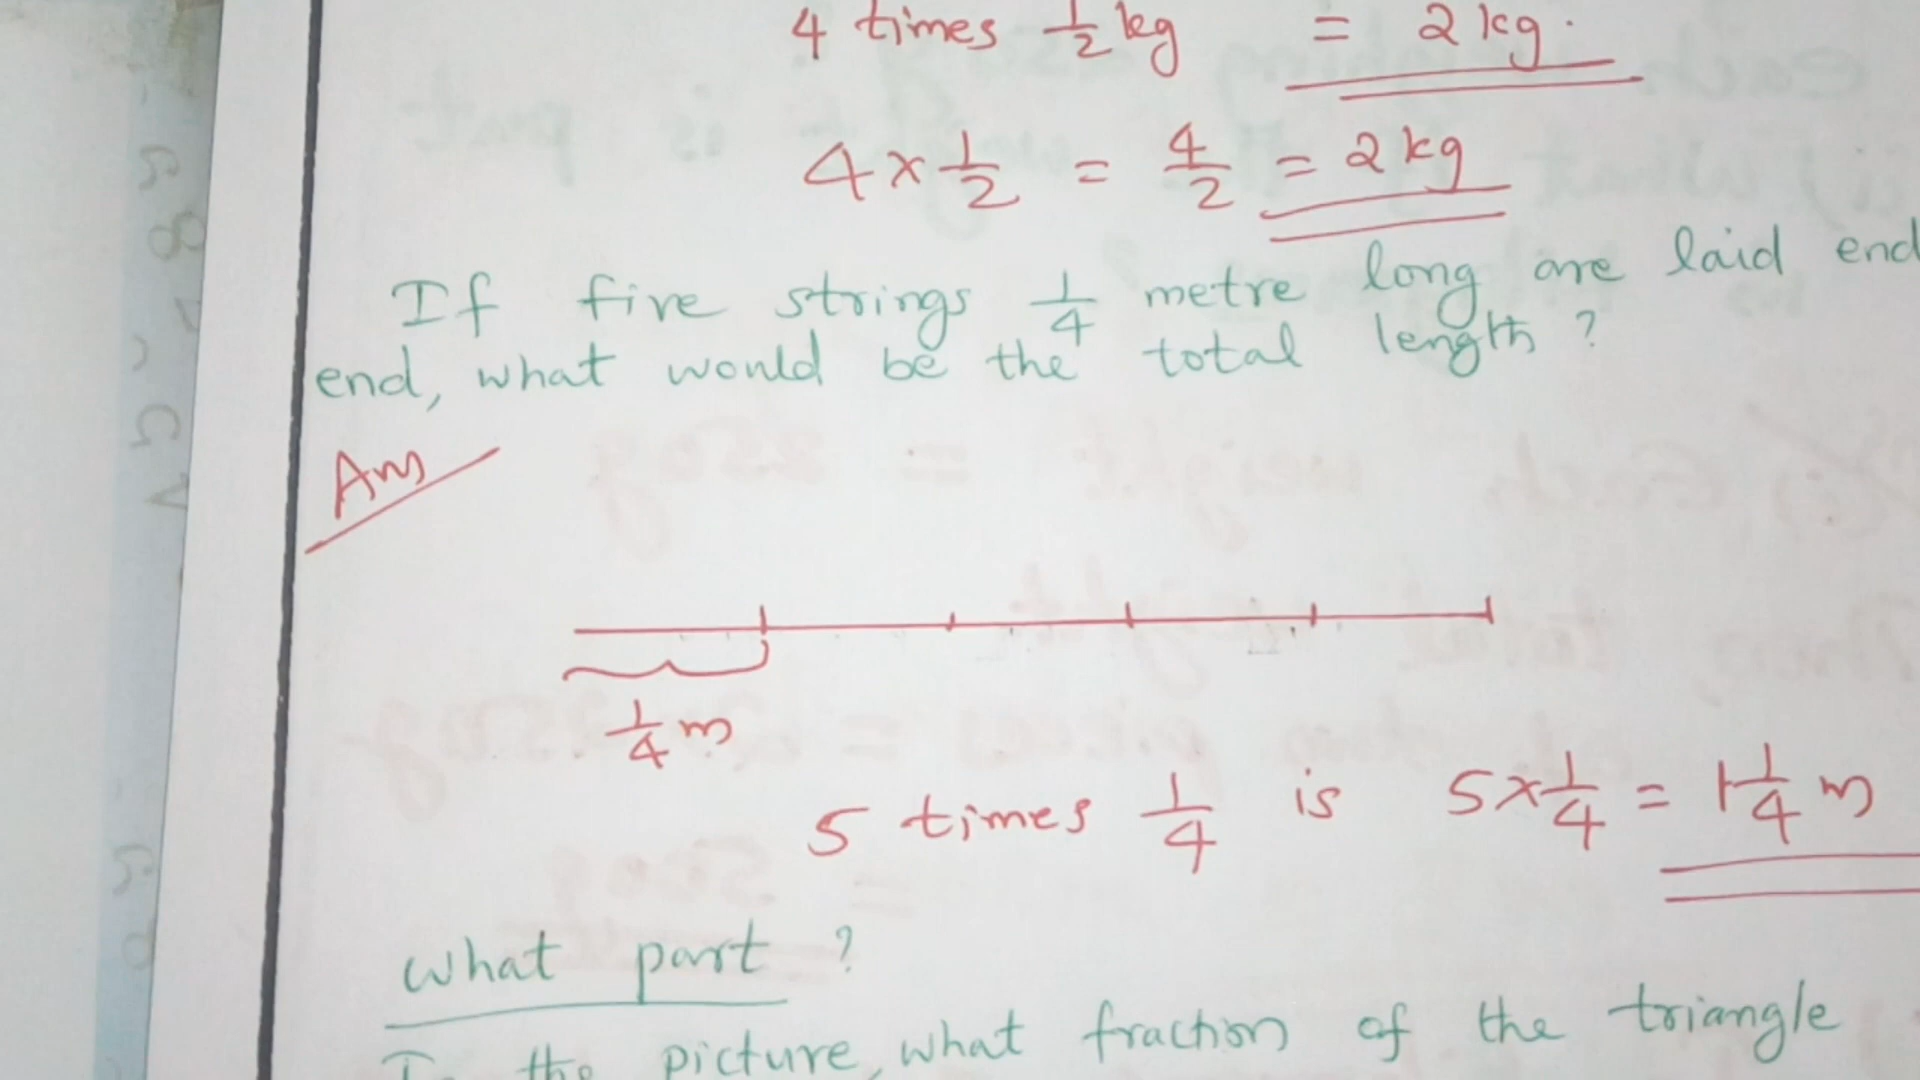 4 times 1/2 kg = 2 kg.
4 × 1/2 = 4/2 = 2 kg
If five strings 1/4 metre long are laid end
end, what would be the total length ?
Ans
1/4 m
5 times 1/4 is 5 × 1/4 = 1 1/4 m
What part ?
the picture, what fraction of the triangle